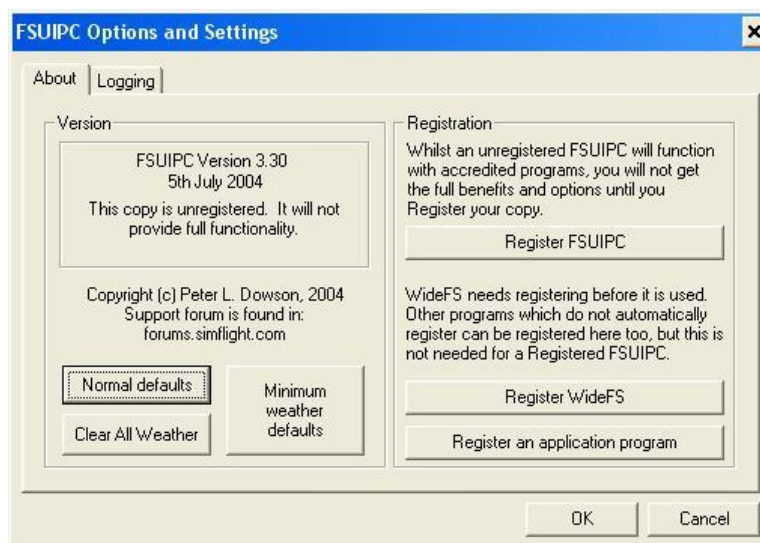 FSUIPC Options and Settings
About
Logging
Version
FSUIPC Version 3.30
5th July 2004
This copy is unregistered. It will not
provide full functionality.
Copyright (c) Peter L. Dowson, 2004
Support forum is found in:
forums.simflight.com
Normal defaults
Clear All Weather
Minimum
weather
defaults
Registration
Whilst an unregistered FSUIPC will function
with accredited programs, you will not get
the full benefits and options until you
Register your copy.
Register FSUIPC
WideFS needs registering before it is used.
Other programs which do not automatically
register can be registered here too, but this is
not needed for a Registered FSUIPC.
Register WideFS
Register an application program
OK
Cancel